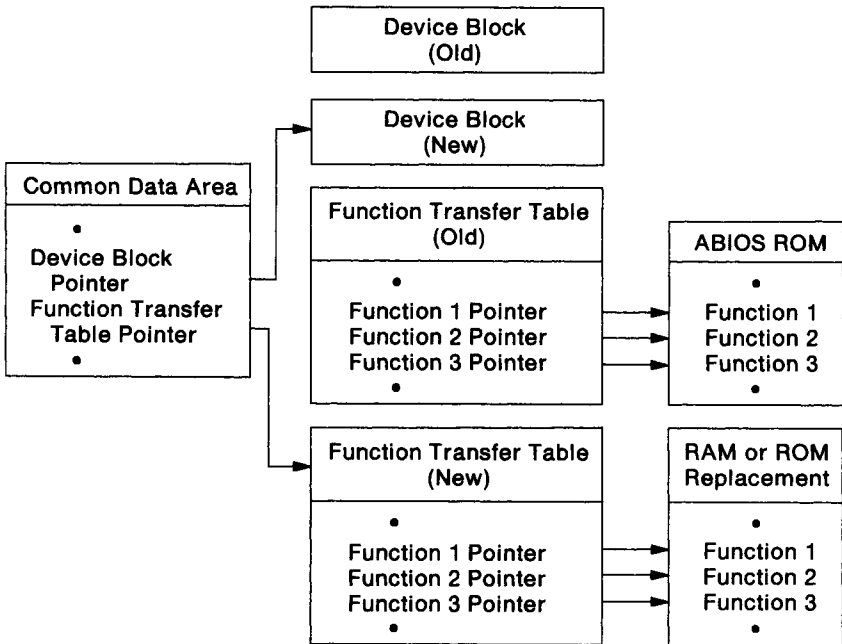 Device Block
(Old)
Device Block
(New)
Common Data Area
•
Device Block
Pointer
Function Transfer
Table Pointer
•
Function Transfer Table
(Old)
•
Function 1 Pointer
Function 2 Pointer
Function 3 Pointer
•
ABIOS ROM
•
Function 1
Function 2
Function 3
•
Function Transfer Table
(New)
•
Function 1 Pointer
Function 2 Pointer
Function 3 Pointer
•
RAM or ROM
Replacement
•
Function 1
Function 2
Function 3
•